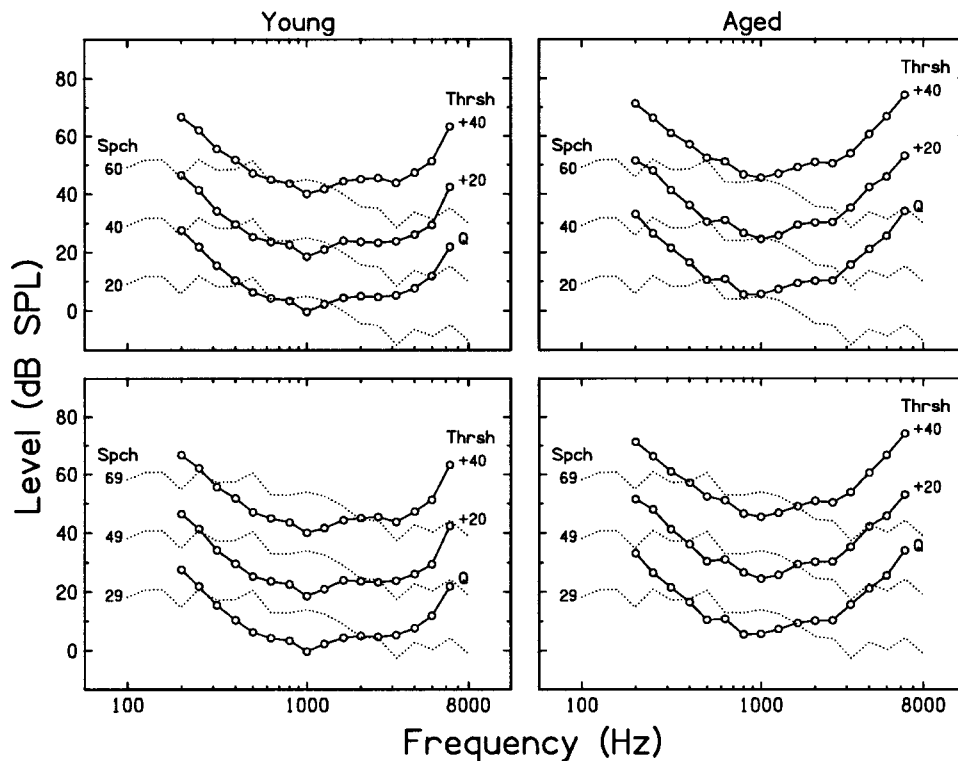 Young
Aged
Level (dB SPL)
80
60
40
20
0
Spch
60
40
20
Thrsh
+40
+20
Q
Spch
60
40
20
Thrsh
+40
+20
Q
80
60
40
20
0
Spch
69
49
29
Thrsh
+40
+20
Q
Spch
69
49
29
Thrsh
+40
+20
Q
100
1000
8000
100
1000
8000
Frequency (Hz)